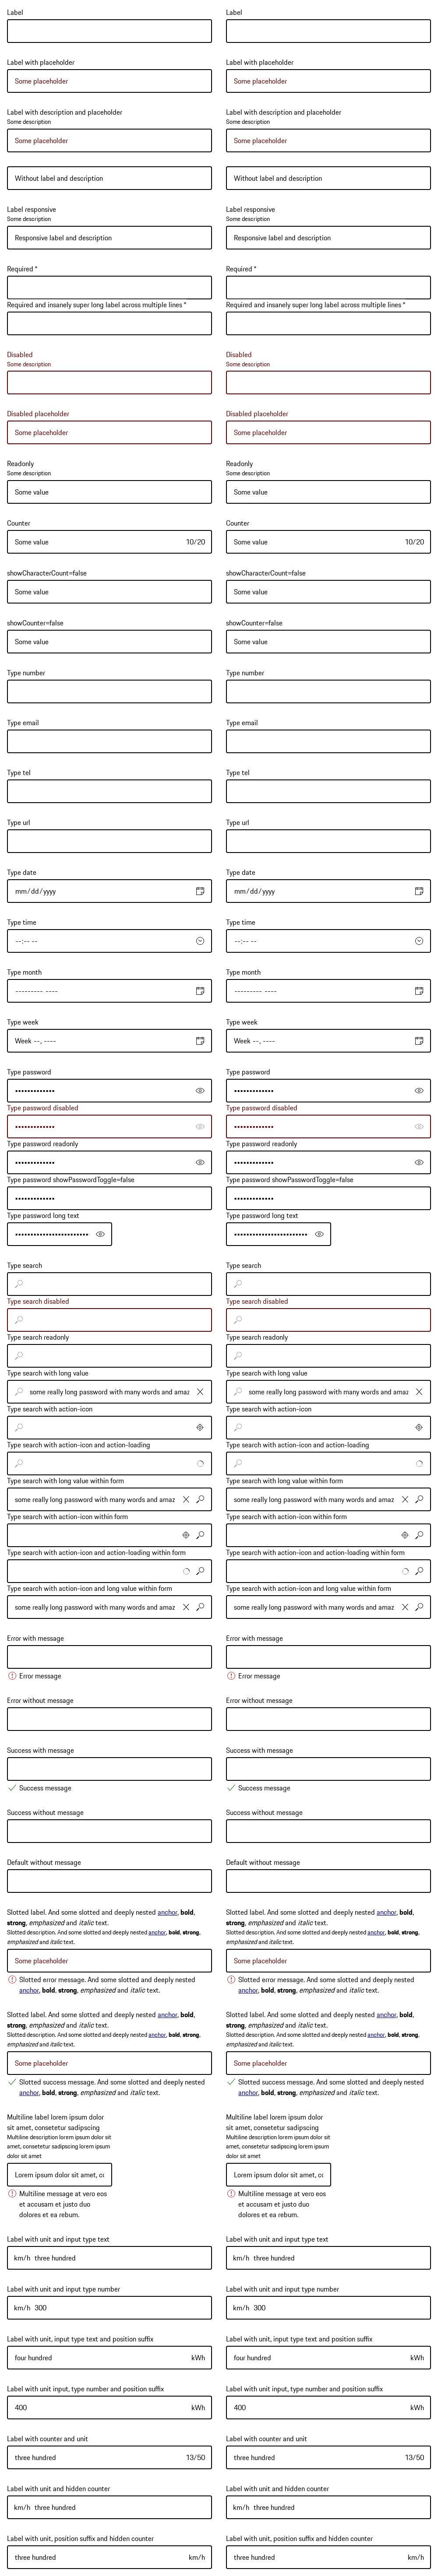 Label
Label with placeholder
Some placeholder
Label with description and placeholder
Some description
Some placeholder
Without label and description
Label responsive
Some description
Responsive label and description
Required *
Required and insanely super long label across multiple lines *
Disabled
Some description
Disabled placeholder
Some placeholder
Readonly
Some description
Some value
Counter
Some value 10/20
showCharacterCount=false
Some value
showCounter=false
Some value
Type number
Type email
Type tel
Type url
Type date
mm/dd/yyyy
Type time
--:-- --
Type month
--------- ----
Type week
Week --, ----
Type password
•••••••••••••
Type password disabled
•••••••••••••
Type password readonly
•••••••••••••
Type password showPasswordToggle=false
•••••••••••••
Type password long text
••••••••••••••••••••••••
Type search
Type search disabled
Type search readonly
Type search with long value
some really long password with many words and amaz
Type search with action-icon
Type search with action-icon and action-loading
Type search with long value within form
some really long password with many words and amaz
Type search with action-icon within form
Type search with action-icon and action-loading within form
Type search with action-icon and long value within form
some really long password with many words and amaz
Error with message
Error message
Error without message
Success with message
Success message
Success without message
Default without message
Slotted label. And some slotted and deeply nested anchor, bold,
strong, emphasized and italic text.
Slotted description. And some slotted and deeply nested anchor, bold, strong,
emphasized and italic text.
Some placeholder
Slotted error message. And some slotted and deeply nested
anchor, bold, strong, emphasized and italic text.
Slotted label. And some slotted and deeply nested anchor, bold,
strong, emphasized and italic text.
Slotted description. And some slotted and deeply nested anchor, bold, strong,
emphasized and italic text.
Some placeholder
Slotted success message. And some slotted and deeply nested
anchor, bold, strong, emphasized and italic text.
Multiline label lorem ipsum dolor
sit amet, consetetur sadipscing
Multiline description lorem ipsum dolor sit
amet, consetetur sadipscing lorem ipsum
dolor sit amet
Lorem ipsum dolor sit amet, co
Multiline message at vero eos
et accusam et justo duo
dolores et ea rebum.
Label with unit and input type text
km/h three hundred
Label with unit and input type number
km/h 300
Label with unit, input type text and position suffix
four hundred kWh
Label with unit input, type number and position suffix
400 kWh
Label with counter and unit
three hundred 13/50
Label with unit and hidden counter
km/h three hundred
Label with unit, position suffix and hidden counter
three hundred km/h
Label
Label with placeholder
Some placeholder
Label with description and placeholder
Some description
Some placeholder
Without label and description
Label responsive
Some description
Responsive label and description
Required *
Required and insanely super long label across multiple lines *
Disabled
Some description
Disabled placeholder
Some placeholder
Readonly
Some description
Some value
Counter
Some value 10/20
showCharacterCount=false
Some value
showCounter=false
Some value
Type number
Type email
Type tel
Type url
Type date
mm/dd/yyyy
Type time
--:-- --
Type month
--------- ----
Type week
Week --, ----
Type password
•••••••••••••
Type password disabled
•••••••••••••
Type password readonly
•••••••••••••
Type password showPasswordToggle=false
•••••••••••••
Type password long text
••••••••••••••••••••••••
Type search
Type search disabled
Type search readonly
Type search with long value
some really long password with many words and amaz
Type search with action-icon
Type search with action-icon and action-loading
Type search with long value within form
some really long password with many words and amaz
Type search with action-icon within form
Type search with action-icon and action-loading within form
Type search with action-icon and long value within form
some really long password with many words and amaz
Error with message
Error message
Error without message
Success with message
Success message
Success without message
Default without message
Slotted label. And some slotted and deeply nested anchor, bold,
strong, emphasized and italic text.
Slotted description. And some slotted and deeply nested anchor, bold, strong,
emphasized and italic text.
Some placeholder
Slotted error message. And some slotted and deeply nested
anchor, bold, strong, emphasized and italic text.
Slotted label. And some slotted and deeply nested anchor, bold,
strong, emphasized and italic text.
Slotted description. And some slotted and deeply nested anchor, bold, strong,
emphasized and italic text.
Some placeholder
Slotted success message. And some slotted and deeply nested
anchor, bold, strong, emphasized and italic text.
Multiline label lorem ipsum dolor
sit amet, consetetur sadipscing
Multiline description lorem ipsum dolor sit
amet, consetetur sadipscing lorem ipsum
dolor sit amet
Lorem ipsum dolor sit amet, co
Multiline message at vero eos
et accusam et justo duo
dolores et ea rebum.
Label with unit and input type text
km/h three hundred
Label with unit and input type number
km/h 300
Label with unit, input type text and position suffix
four hundred kWh
Label with unit input, type number and position suffix
400 kWh
Label with counter and unit
three hundred 13/50
Label with unit and hidden counter
km/h three hundred
Label with unit, position suffix and hidden counter
three hundred km/h